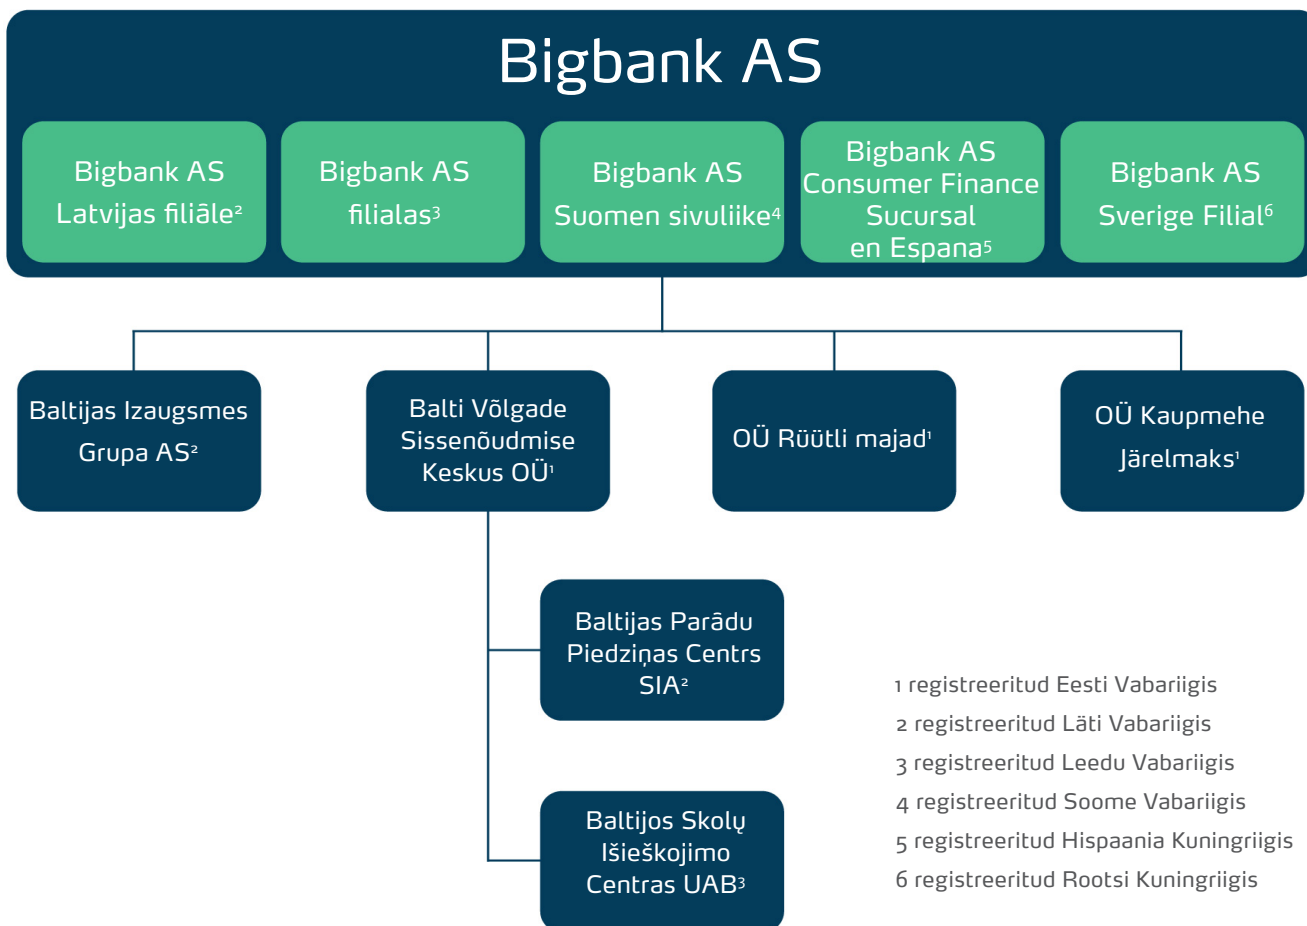 Bigbank AS
Bigbank AS
Latvijas filiāle²
Bigbank AS
filialas³
Bigbank AS
Suomen sivuliike⁴
Bigbank AS
Consumer Finance
Sucursal
en Espana⁵
Bigbank AS
Sverige Filial⁶
Baltijas Izaugsmes
Grupa AS²
Balti Võlgade
Sissenõudmise
Keskus OÜ¹
OÜ Rüütli majad¹
OÜ Kaupmehe
Järelmaks¹
Baltijas Parādu
Piedziņas Centrs
SIA²
Baltijos Skolų
Išieškojimo
Centras UAB³
1 registreeritud Eesti Vabariigis
2 registreeritud Läti Vabariigis
3 registreeritud Leedu Vabariigis
4 registreeritud Soome Vabariigis
5 registreeritud Hispaania Kuningriigis
6 registreeritud Rootsi Kuningriigis